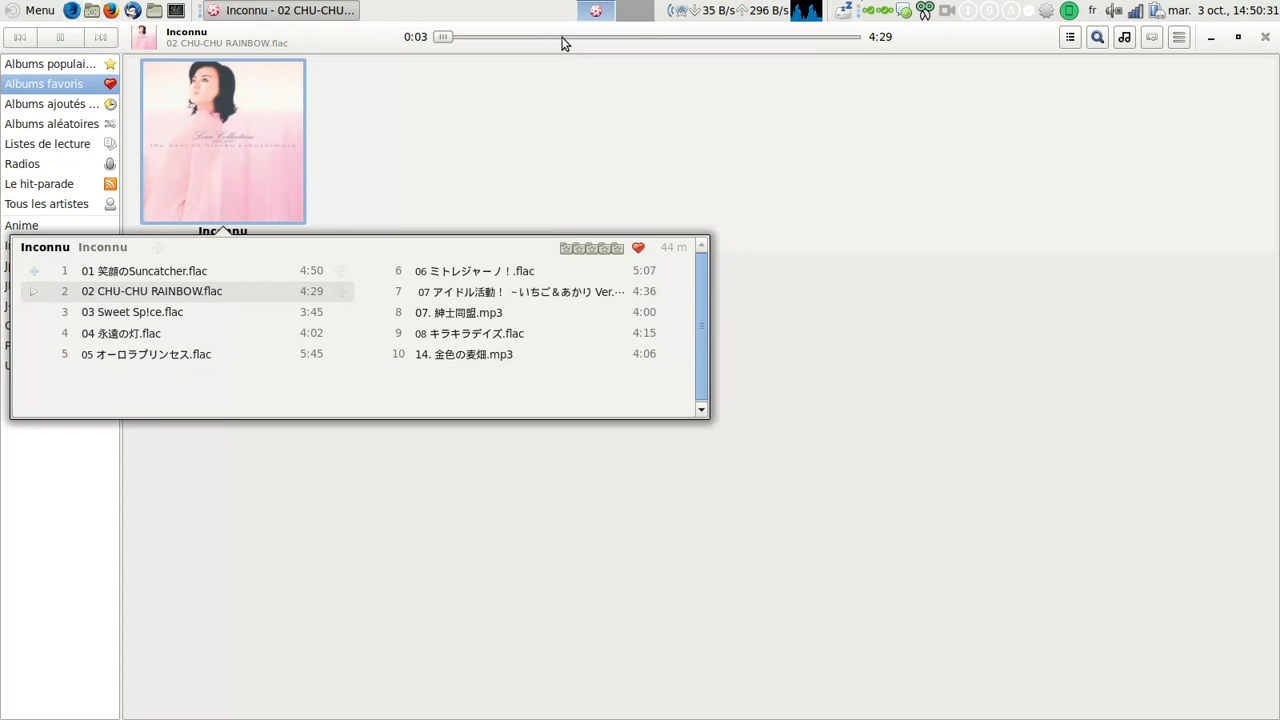 Menu
Inconnu - 02 CHU-CHU...
35 B/s
296 B/s
fr
mar. 3 oct., 14:50:31
Inconnu
02 CHU-CHU RAINBOW.flac
0:03
4:29
Albums populai...
Albums favoris
Albums ajoutés ...
Albums aléatoires
Listes de lecture
Radios
Le hit-parade
Tous les artistes
Anime
Love Collection
Inconnu Inconnu
44 m
1 01 笑顔のSuncatcher.flac 4:50
2 02 CHU-CHU RAINBOW.flac 4:29
3 03 Sweet Sp!ce.flac 3:45
4 04 永遠の灯.flac 4:02
5 05 オーロラプリンセス.flac 5:45
6 06 ミトレジャーノ！.flac 5:07
7 07 アイドル活動！ ~いちご＆あかり Ver.… 4:36
8 07. 紳士同盟.mp3 4:00
9 08 キラキラデイズ.flac 4:15
10 14. 金色の麦畑.mp3 4:06